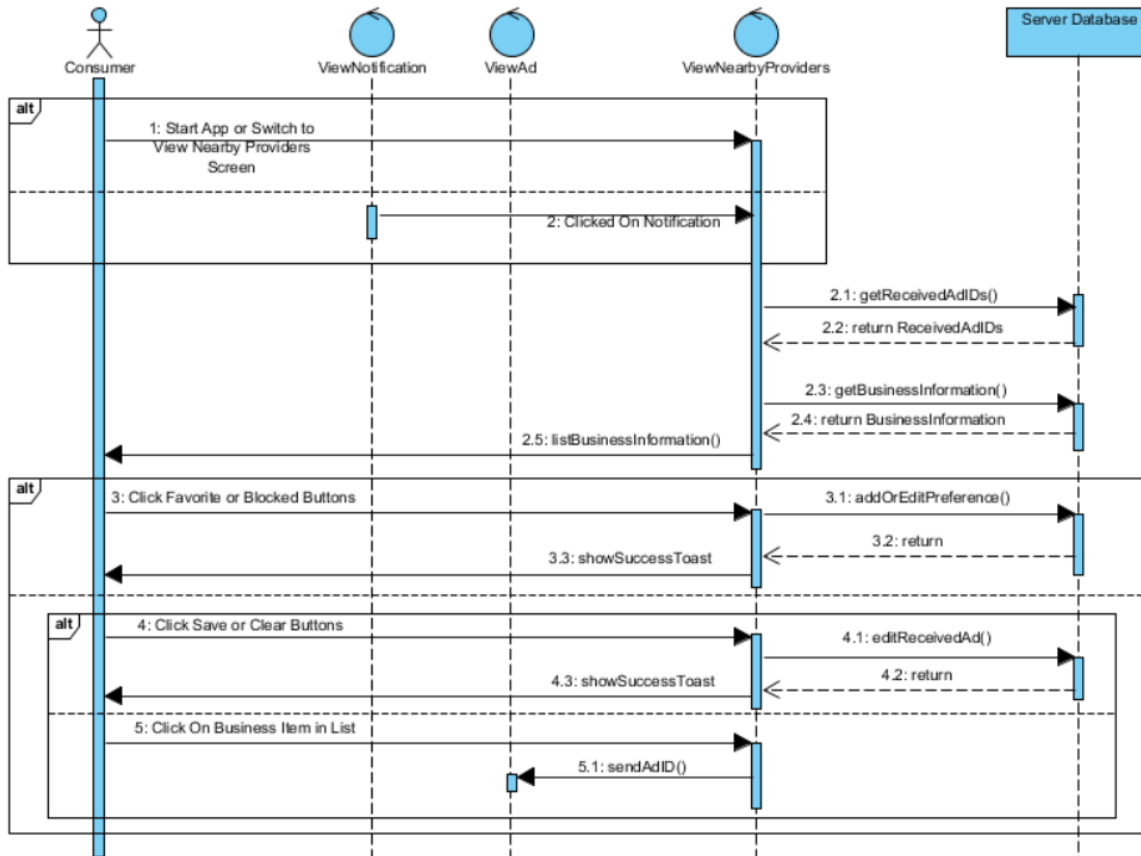 Server Database
Consumer
ViewNotification
ViewAd
ViewNearbyProviders
alt
1: Start App or Switch to
View Nearby Providers
Screen
2: Clicked On Notification
2.1: getReceivedAdIDs()
2.2: return ReceivedAdIDs
2.3: getBusinessInformation()
2.4: return BusinessInformation
2.5: listBusinessInformation()
alt
3: Click Favorite or Blocked Buttons
3.1: addOrEditPreference()
3.2: return
3.3: showSuccessToast
alt
4: Click Save or Clear Buttons
4.1: editReceivedAd()
4.2: return
4.3: showSuccessToast
5: Click On Business Item in List
5.1: sendAdID()